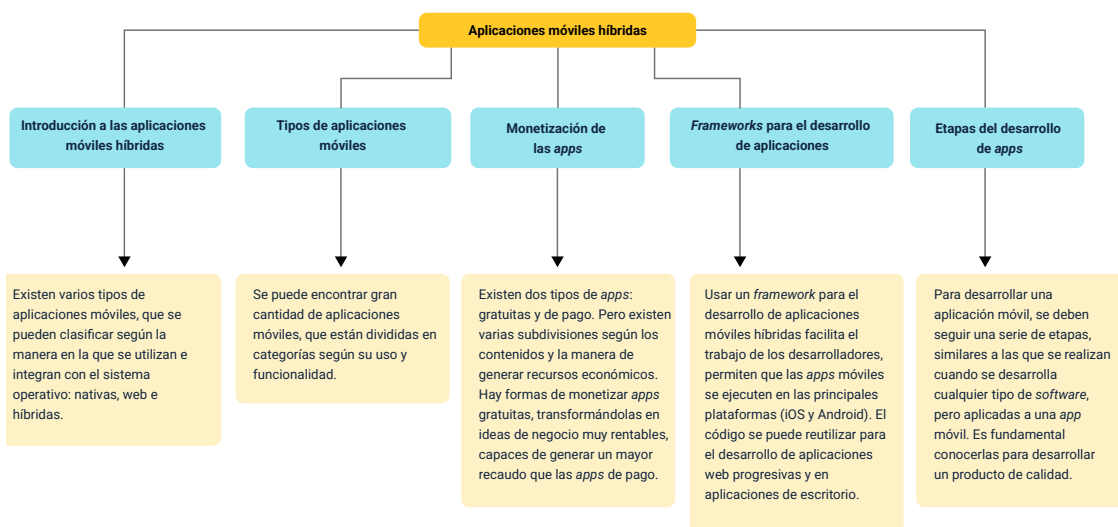 Aplicaciones móviles híbridas
Introducción a las aplicaciones
móviles híbridas
Tipos de aplicaciones
móviles
Monetización de
las apps
Frameworks para el desarrollo
de aplicaciones
Etapas del desarrollo
de apps
Existen varios tipos de
aplicaciones móviles, que se
pueden clasificar según la
manera en la que se utilizan e
integran con el sistema
operativo: nativas, web e
híbridas.
Se puede encontrar gran
cantidad de aplicaciones
móviles, que están divididas en
categorías según su uso y
funcionalidad.
Existen dos tipos de apps:
gratuitas y de pago. Pero existen
varias subdivisiones según los
contenidos y la manera de
generar recursos económicos.
Hay formas de monetizar apps
gratuitas, transformándolas en
ideas de negocio muy rentables,
capaces de generar un mayor
recaudo que las apps de pago.
Usar un framework para el
desarrollo de aplicaciones
móviles híbridas facilita el
trabajo de los desarrolladores,
permiten que las apps móviles
se ejecuten en las principales
plataformas (iOS y Android). El
código se puede reutilizar para
el desarrollo de aplicaciones
web progresivas y en
aplicaciones de escritorio.
Para desarrollar una
aplicación móvil, se deben
seguir una serie de etapas,
similares a las que se realizan
cuando se desarrolla
cualquier tipo de software,
pero aplicadas a una app
móvil. Es fundamental
conocerlas para desarrollar
un producto de calidad.